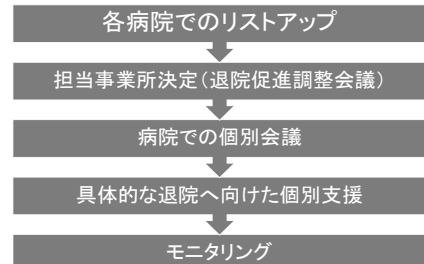 各病院でのリストアップ
担当事業所決定（退院促進調整会議）
病院での個別会議
具体的な退院へ向けた個別支援
モニタリング